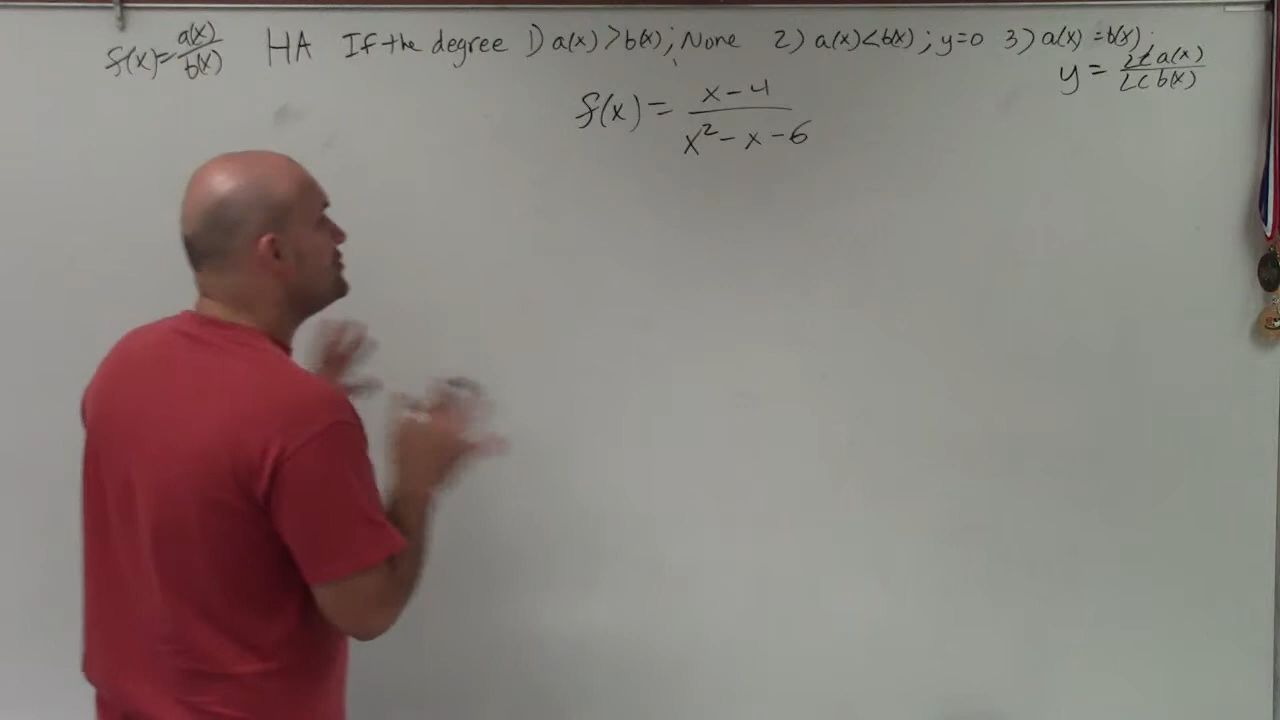 f(x)= a(x)/b(x) HA If the degree 1) a(x)>b(x); None 2) a(x)<b(x); y=0 3) a(x)=b(x);
y = LC a(x)/LC b(x)
f(x) = x-4/x²-x-6